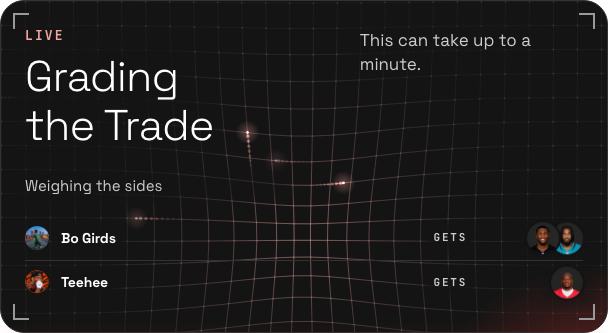 LIVE
Grading
the Trade
This can take up to a
minute.
Weighing the sides
Bo Girds
GETS
Teehee
GETS